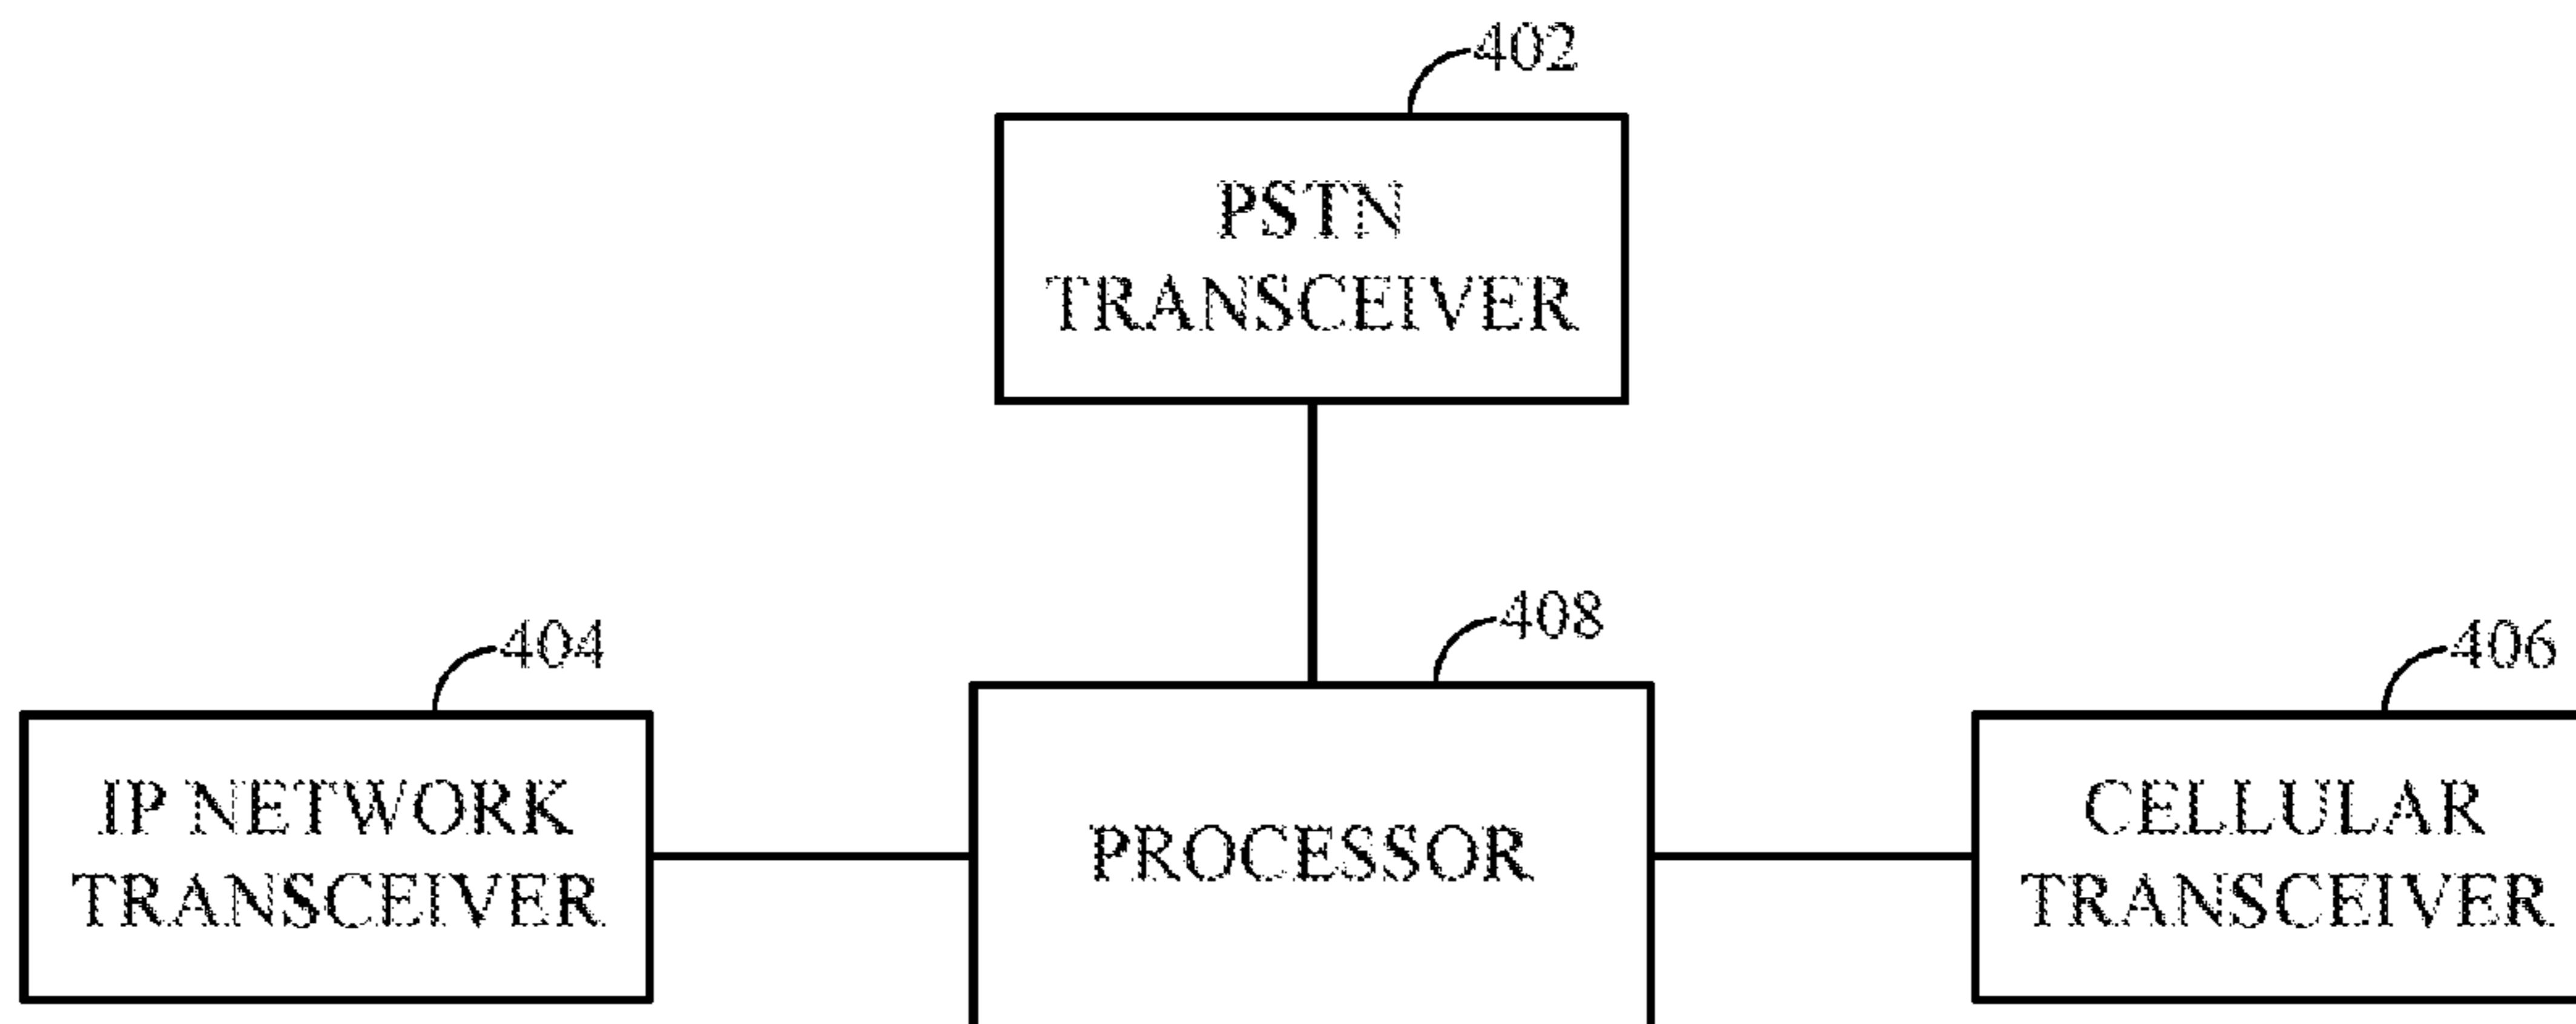 402
PSTN
TRANSCEIVER
408
404
406
IP NETWORK
TRANSCEIVER
PROCESSOR
CELLULAR
TRANSCEIVER